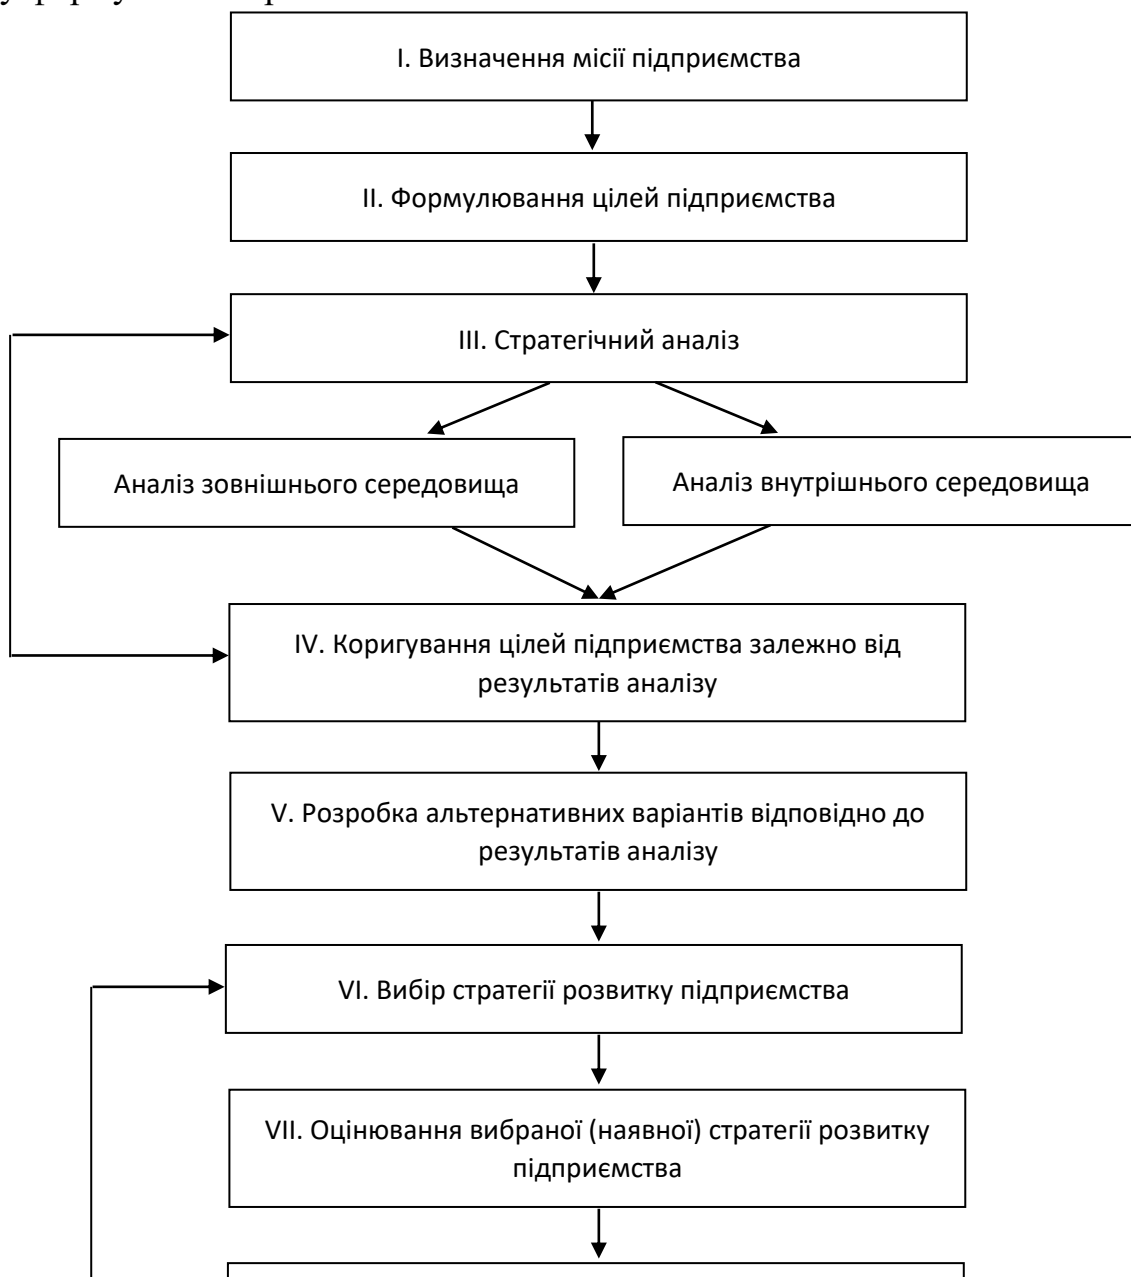 І. Визначення місії підприємства
ІІ. Формулювання цілей підприємства
ІІІ. Стратегічний аналіз
Аналіз зовнішнього середовища
Аналіз внутрішнього середовища
IV. Коригування цілей підприємства залежно від
результатів аналізу
V. Розробка альтернативних варіантів відповідно до
результатів аналізу
VI. Вибір стратегії розвитку підприємства
VII. Оцінювання вибраної (наявної) стратегії розвитку
підприємства